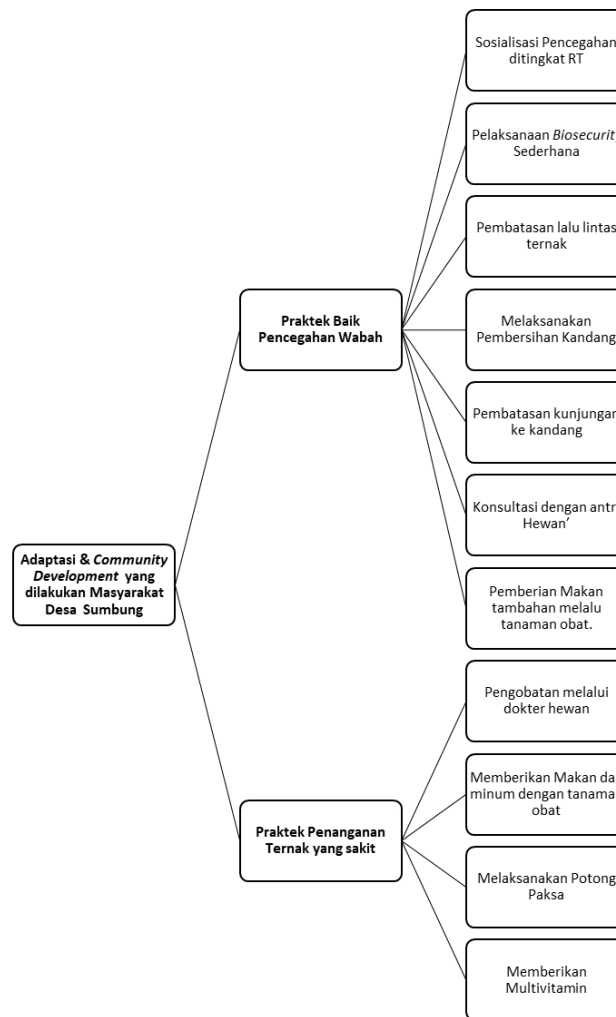 Adaptasi & Community
Development yang
dilakukan Masyarakat
Desa Sumbung
Praktek Baik
Pencegahan Wabah
Sosialisasi Pencegahan
ditingkat RT
Pelaksanaan Biosecurit
Sederhana
Pembatasan lalu lintas
ternak
Melaksanakan
Pembersihan Kandang
Pembatasan kunjungan
ke kandang
Konsultasi dengan antr
Hewan’
Pemberian Makan
tambahan melalu
tanaman obat.
Praktek Penanganan
Ternak yang sakit
Pengobatan melalui
dokter hewan
Memberikan Makan da
minum dengan tanama
obat
Melaksanakan Potong
Paksa
Memberikan
Multivitamin